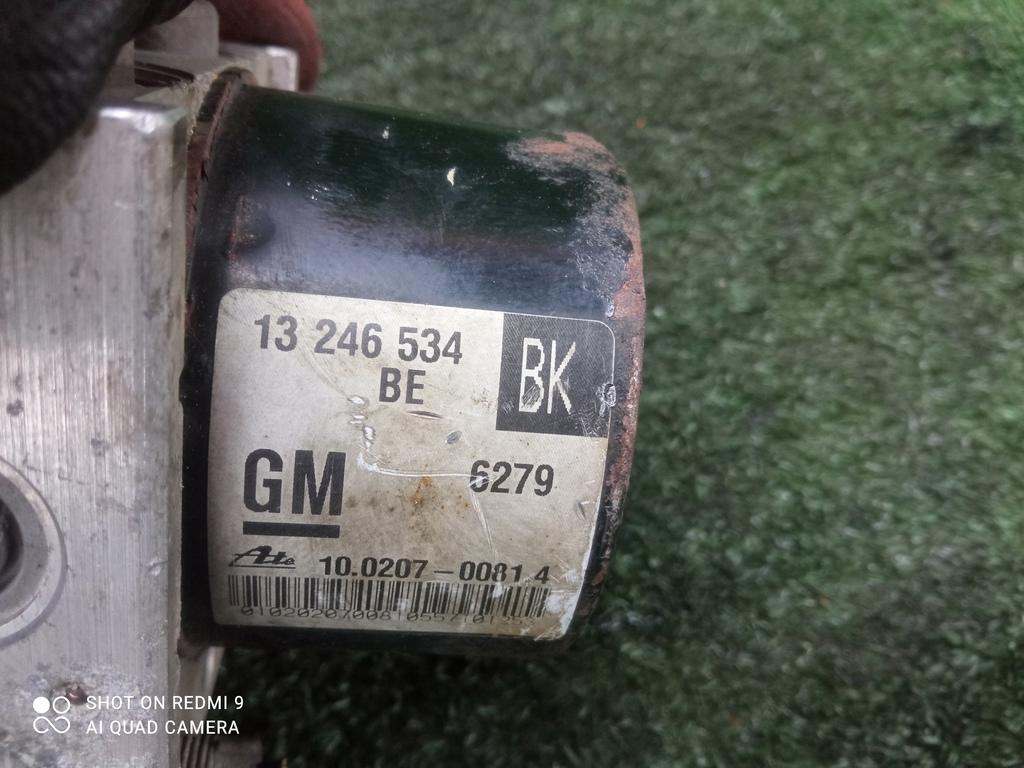 13 246 534
BK
BE
GM
6279
Ate 10.0207-0081.4
SHOT ON REDMI 9
AI QUAD CAMERA